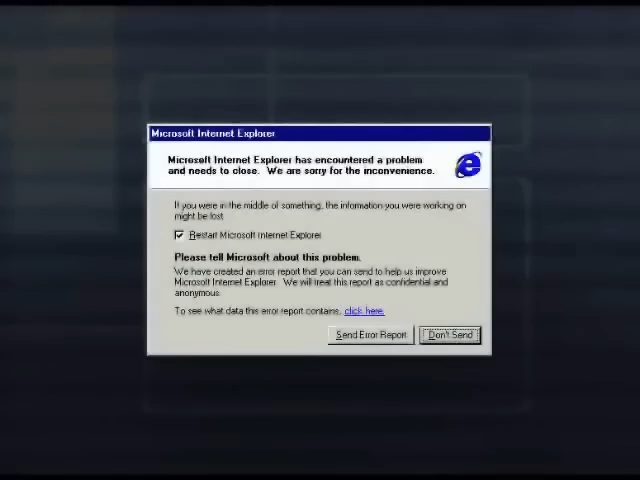 Microsoft Internet Explorer
Microsoft Internet Explorer has encountered a problem
and needs to close. We are sorry for the inconvenience.
If you were in the middle of something, the information you were working on
might be lost
Restart Microsoft Internet Explorer
Please tell Microsoft about this problem.
We have created an error report that you can send to help us improve
Microsoft Internet Explorer. We will treat this report as confidential and
anonymous.
To see what data this error report contains, click here.
Send Error Report
Don't Send